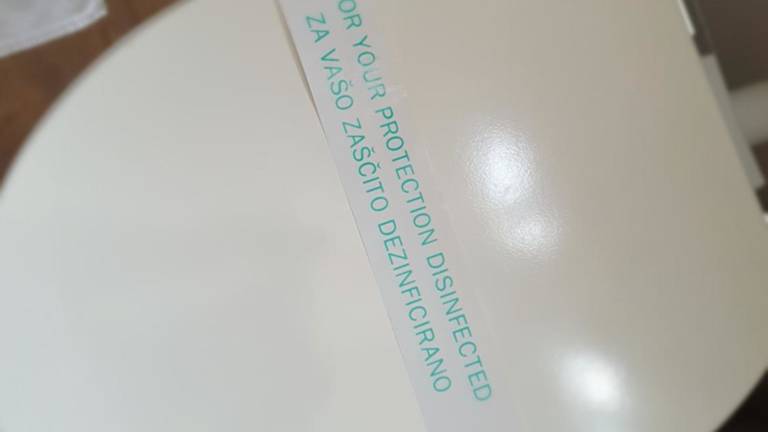 OR YOUR PROTECTION DISINFECTED
ZA VAŠO ZAŠČITO DEZINFICIRANO